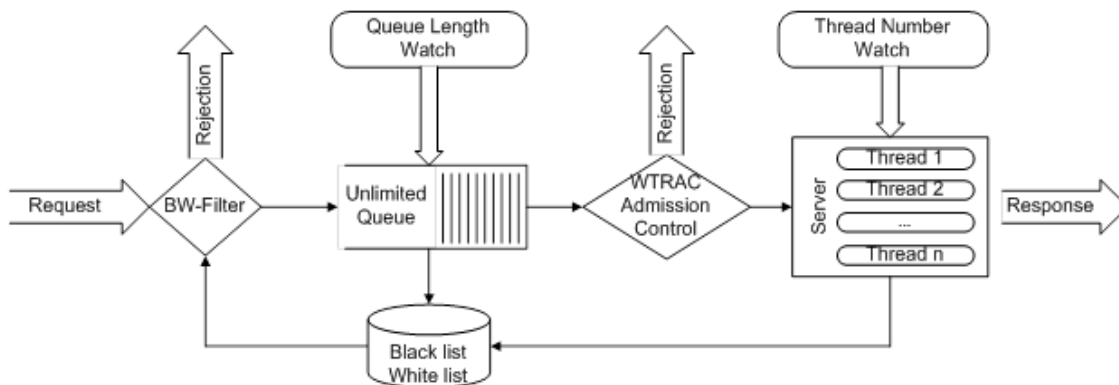 Queue Length
Watch
Thread Number
Watch
Rejection
Rejection
Request
BW-Filter
Unlimited
Queue
WTRAC
Admission
Control
Server
Thread 1
Thread 2
...
Thread n
Response
Black list
White list